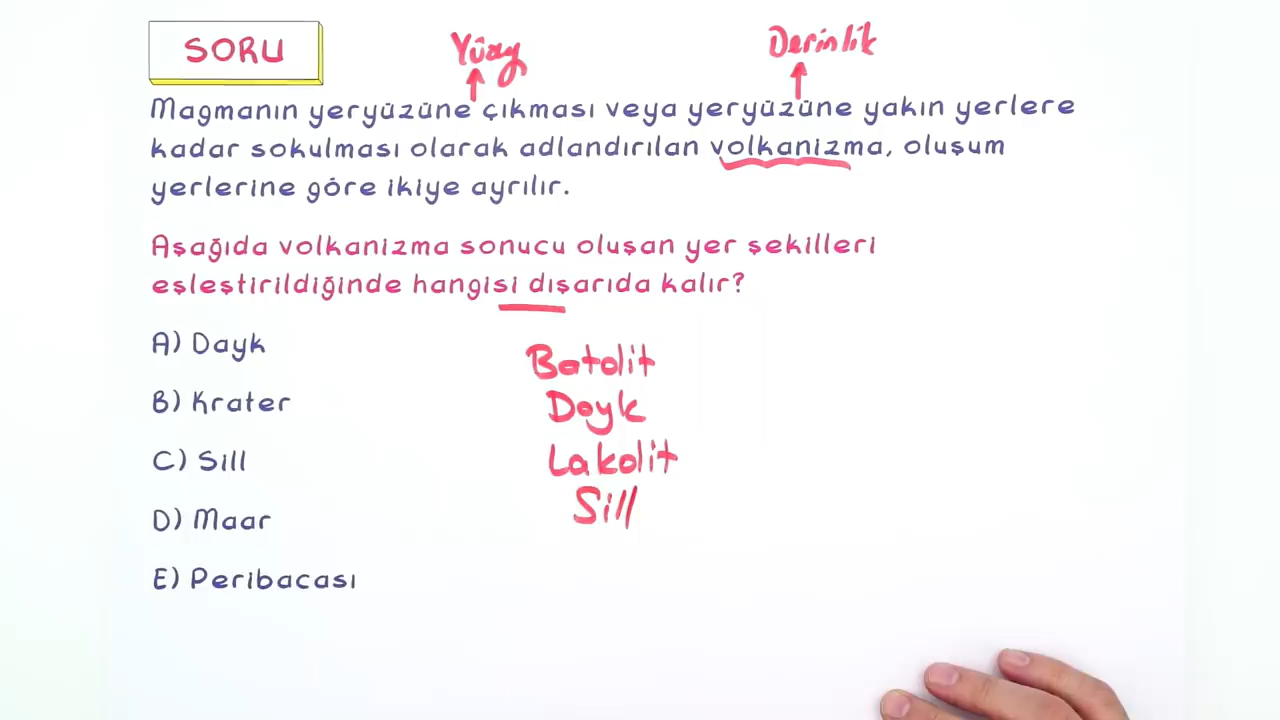 SORU
Yüzey
Derinlik
Magmanın yeryüzüne çıkması veya yeryüzüne yakın yerlere
kadar sokulması olarak adlandırılan volkanizma, oluşum
yerlerine göre ikiye ayrılır.
Aşağıda volkanizma sonucu oluşan yer şekilleri
eşleştirildiğinde hangisi dışarıda kalır?
A) Dayk
B) Krater
C) Sill
D) Maar
E) Peribacası
Batolit
Dayk
Lakolit
Sill